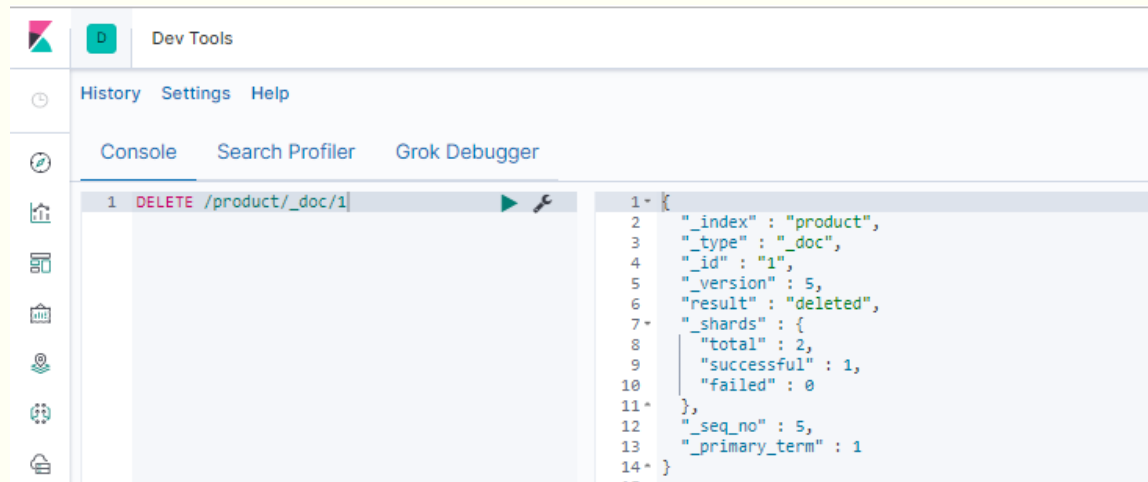 D Dev Tools
History Settings Help
Console Search Profiler Grok Debugger
1 DELETE /product/_doc/1
1 {
2 "_index" : "product",
3 "_type" : "_doc",
4 "_id" : "1",
5 "_version" : 5,
6 "result" : "deleted",
7 "_shards" : {
8 "total" : 2,
9 "successful" : 1,
10 "failed" : 0
11 },
12 "_seq_no" : 5,
13 "_primary_term" : 1
14 }